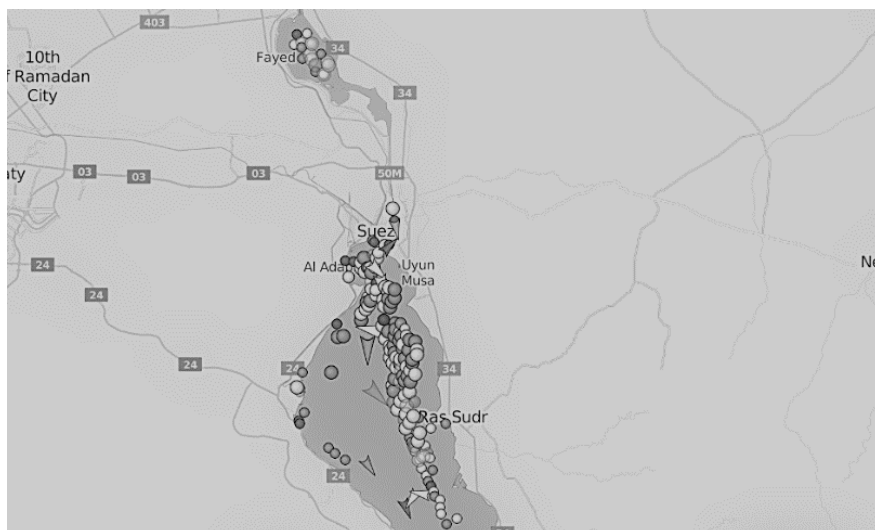 403
34
Fayed
10th
f Ramadan
City
34
aty
03
03
03
50M
Suez
24
Al Adab
Uyun
Musa
Ne
24
24
24
34
Ras Sudr
24